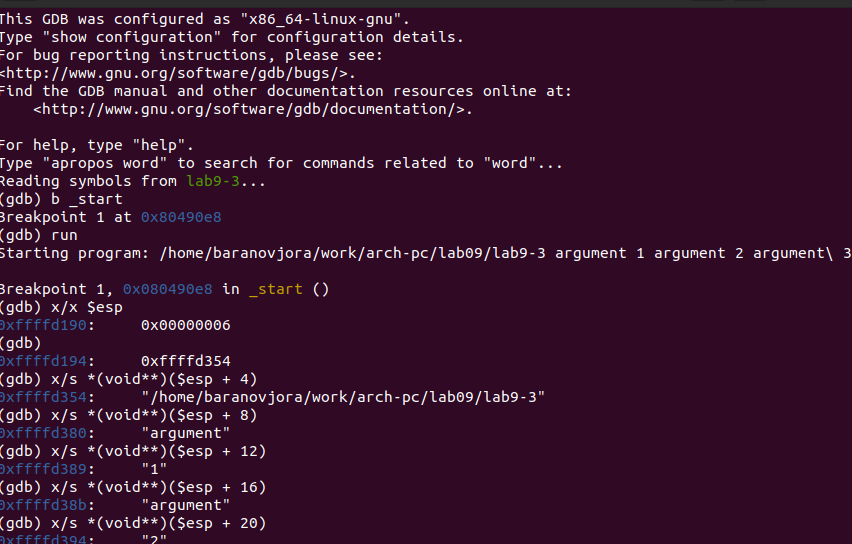 This GDB was configured as "x86_64-linux-gnu".
Type "show configuration" for configuration details.
For bug reporting instructions, please see:
<http://www.gnu.org/software/gdb/bugs/>.
Find the GDB manual and other documentation resources online at:
    <http://www.gnu.org/software/gdb/documentation/>.

For help, type "help".
Type "apropos word" to search for commands related to "word"...
Reading symbols from lab9-3...
(gdb) b _start
Breakpoint 1 at 0x80490e8
(gdb) run
Starting program: /home/baranovjora/work/arch-pc/lab09/lab9-3 argument 1 argument 2 argument\ 3

Breakpoint 1, 0x080490e8 in _start ()
(gdb) x/x $esp
0xffffd190:     0x00000006
(gdb)
0xffffd194:     0xffffd354
(gdb) x/s *(void**)($esp + 4)
0xffffd354:     "/home/baranovjora/work/arch-pc/lab09/lab9-3"
(gdb) x/s *(void**)($esp + 8)
0xffffd380:     "argument"
(gdb) x/s *(void**)($esp + 12)
0xffffd389:     "1"
(gdb) x/s *(void**)($esp + 16)
0xffffd38b:     "argument"
(gdb) x/s *(void**)($esp + 20)
0xffffd394:     "2"